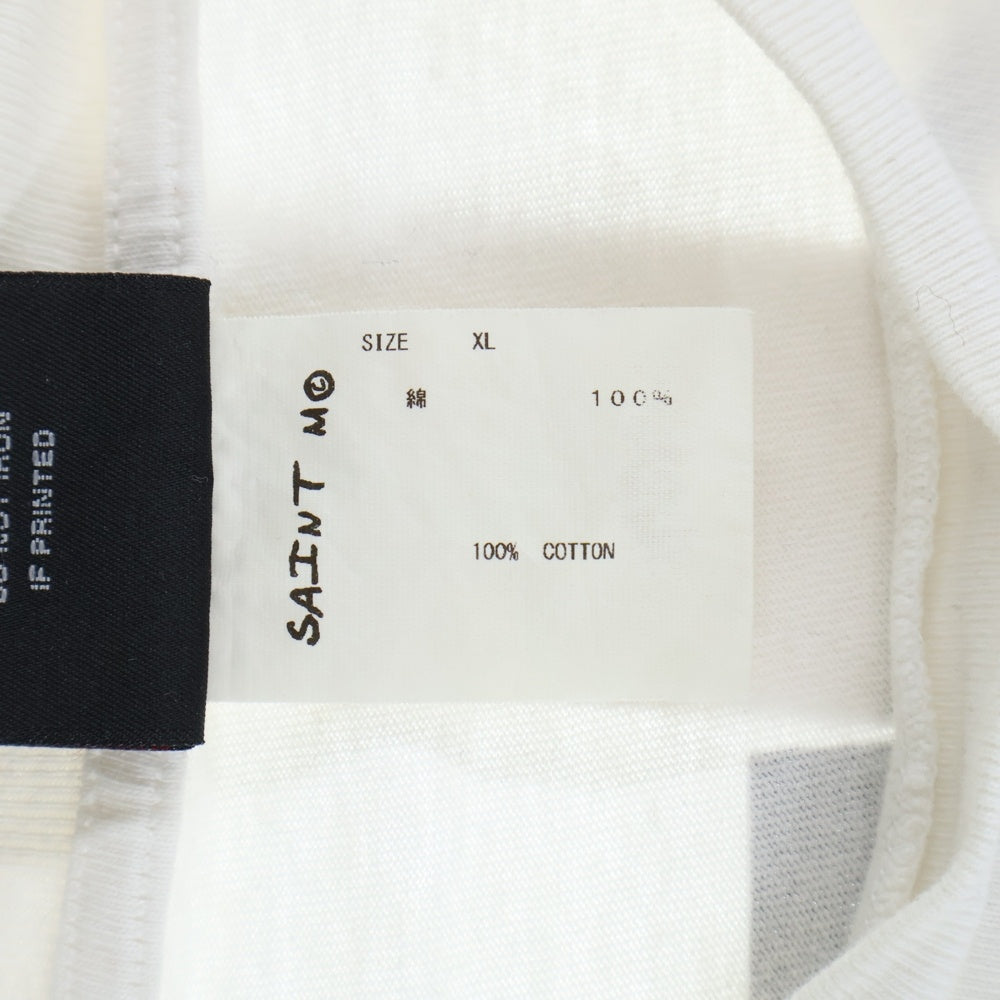 SIZE XL
綿 100%
100% COTTON
SAINT M
IF PRINTED